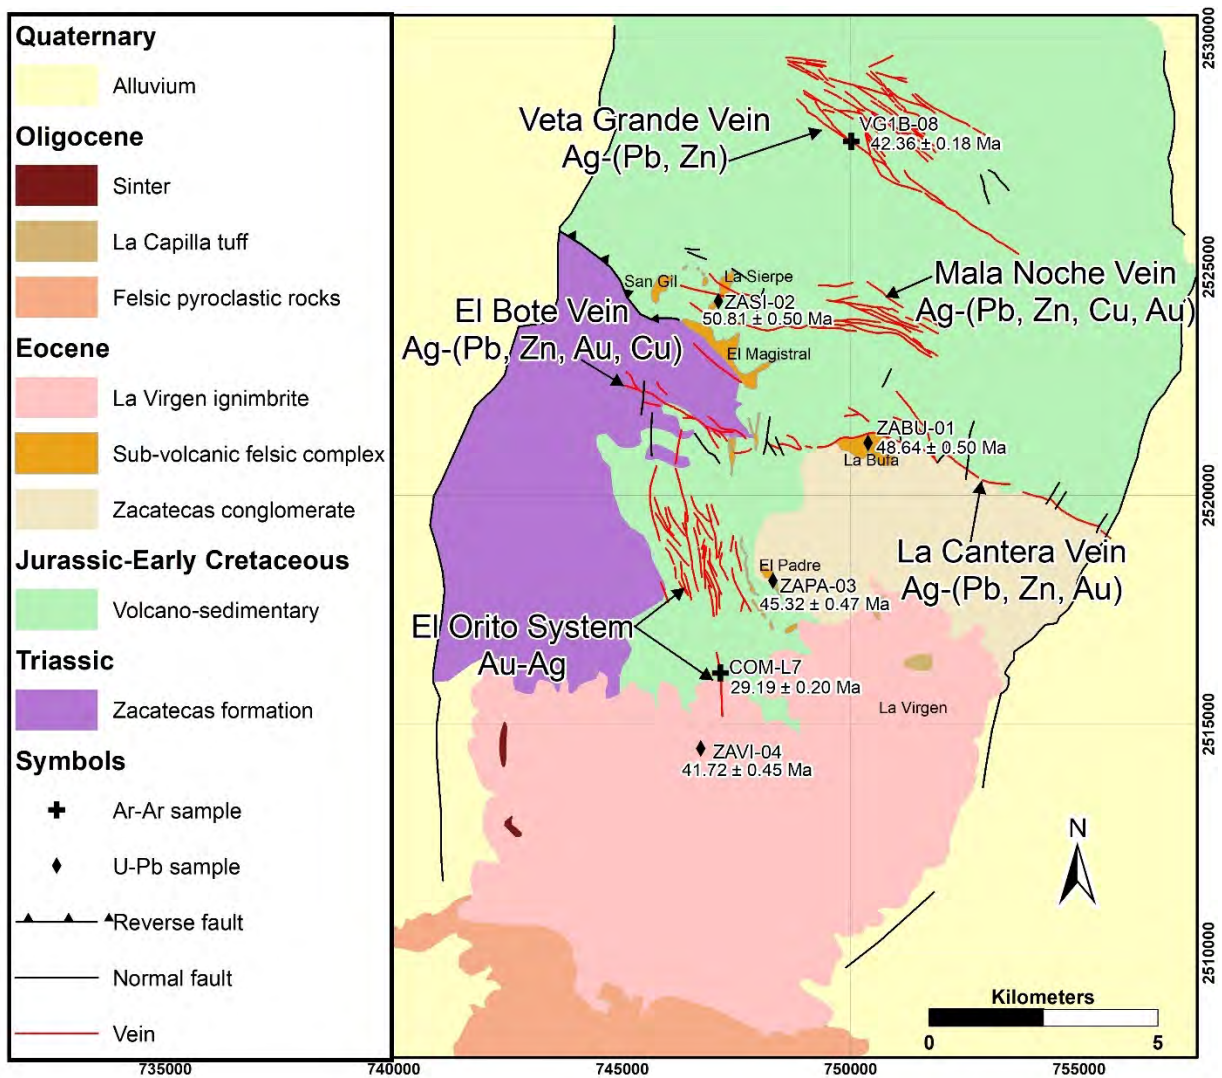 Quaternary
Alluvium
Oligocene
Sinter
La Capilla tuff
Felsic pyroclastic rocks
Eocene
La Virgen ignimbrite
Sub-volcanic felsic complex
Zacatecas conglomerate
Jurassic-Early Cretaceous
Volcano-sedimentary
Triassic
Zacatecas formation
Symbols
Ar-Ar sample
U-Pb sample
Reverse fault
Normal fault
Vein
Veta Grande Vein
Ag-(Pb, Zn)
VG1B-08
42.36 ± 0.18 Ma
San Gil
La Sierpe
ZASI-02
50.81 ± 0.50 Ma
Mala Noche Vein
Ag-(Pb, Zn, Cu, Au)
El Bote Vein
Ag-(Pb, Zn, Au, Cu)
El Magistral
ZABU-01
48.64 ± 0.50 Ma
La Bufa
La Cantera Vein
Ag-(Pb, Zn, Au)
El Padre
ZAPA-03
45.32 ± 0.47 Ma
El Orito System
Au-Ag
COM-L7
29.19 ± 0.20 Ma
La Virgen
ZAVI-04
41.72 ± 0.45 Ma
N
Kilometers
0 5
2530000
2525000
2520000
2515000
2510000
735000 740000 745000 750000 755000